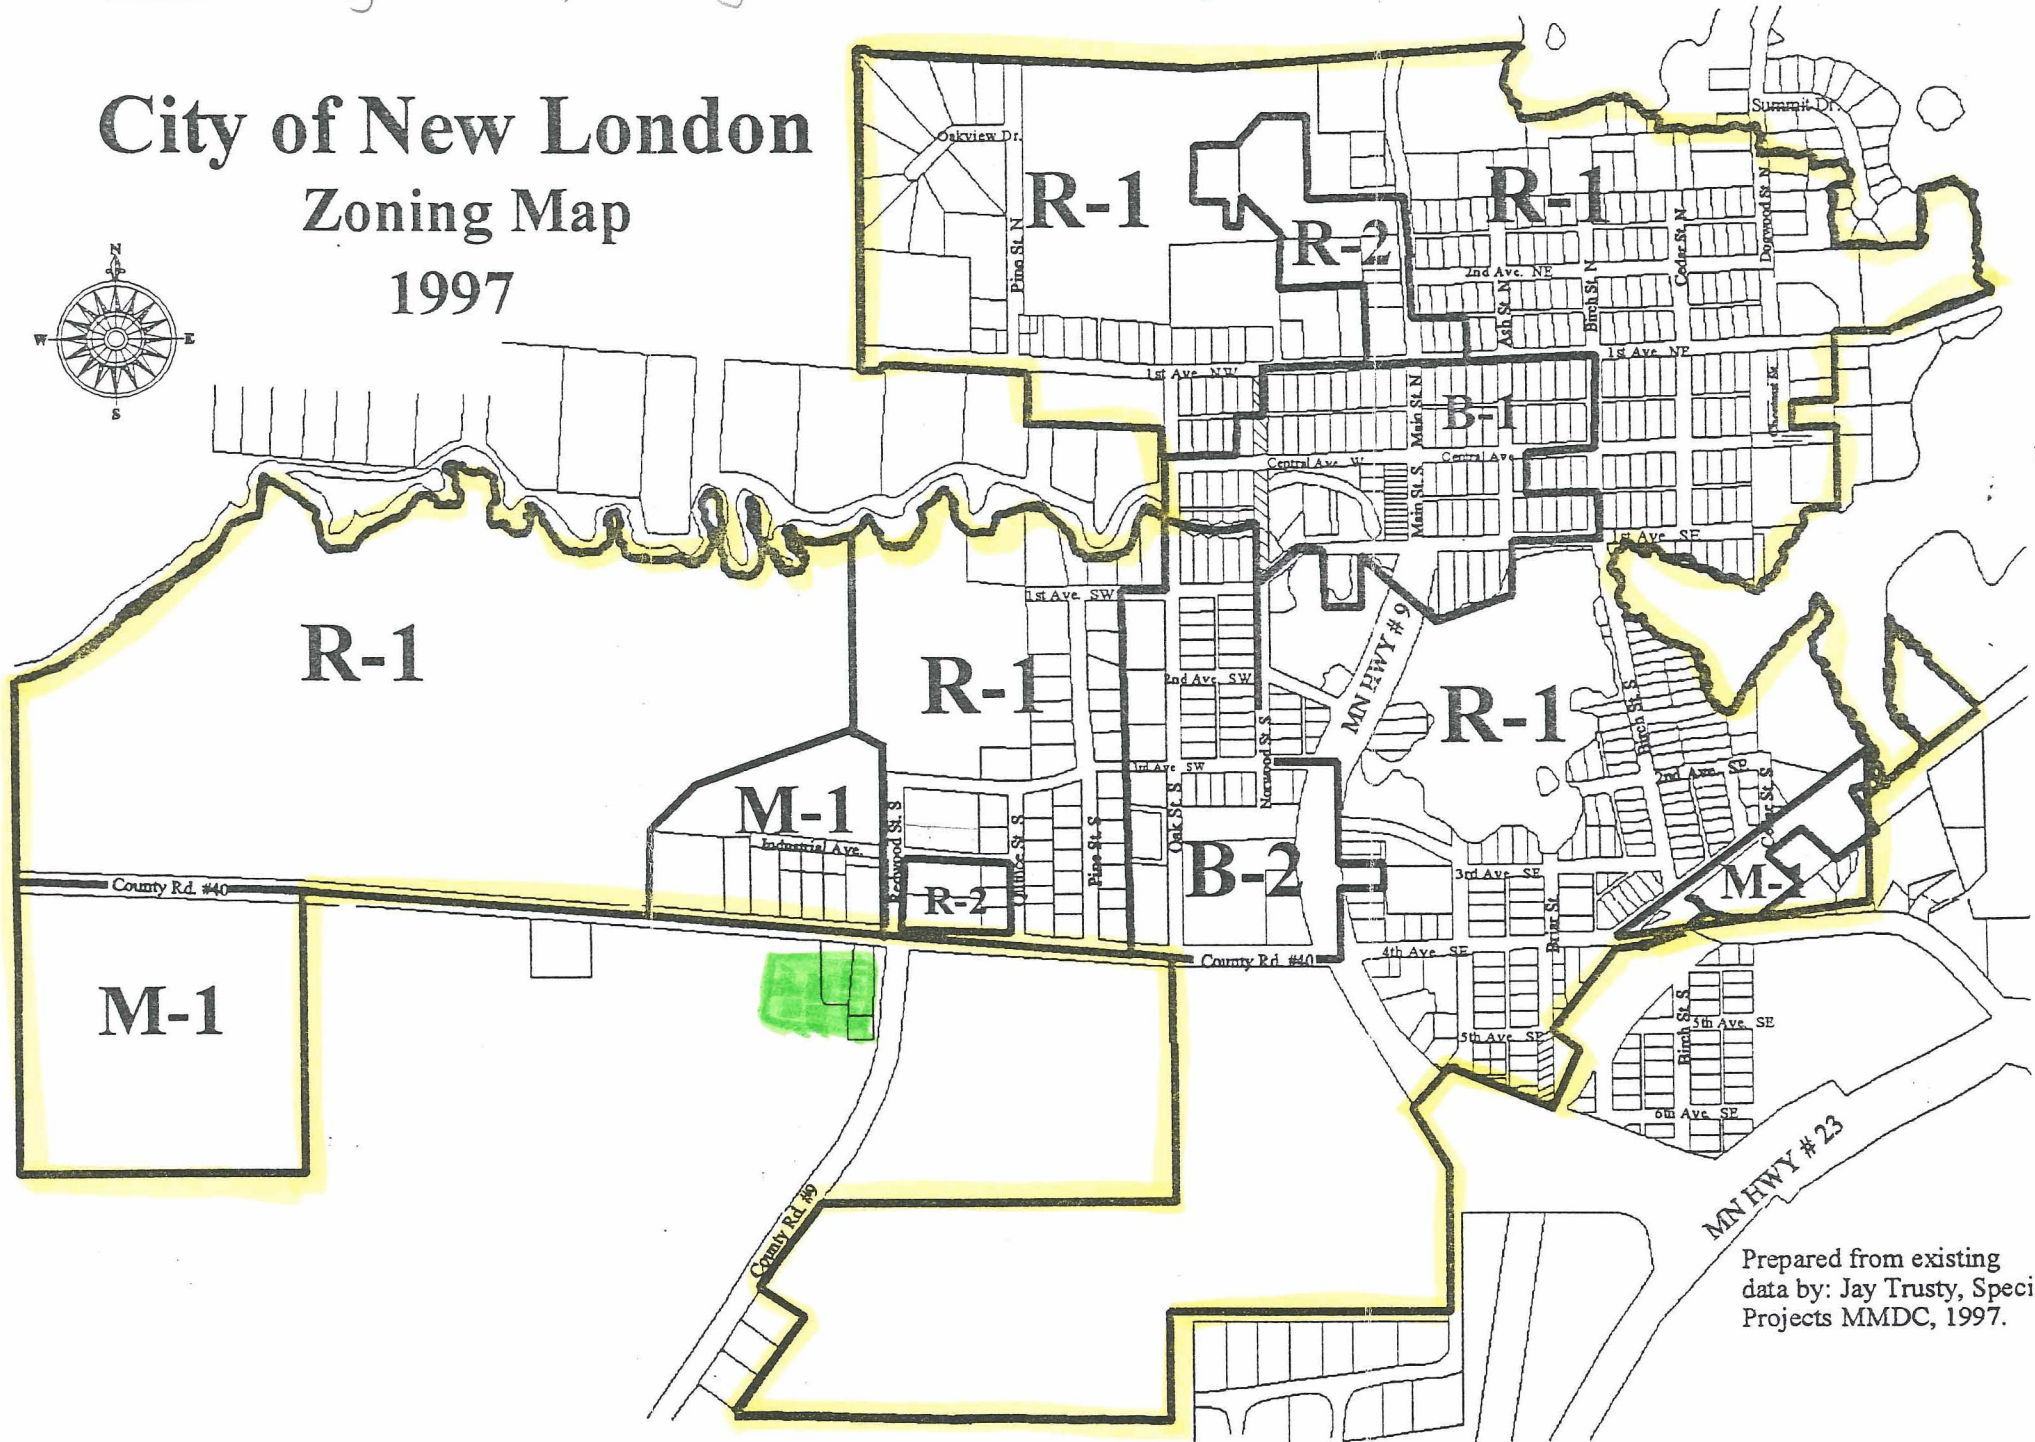 City of New London
Zoning Map
1997
N
W
E
S
Summit Dr.
Oakview Dr.
Pine St. N
R-1
R-2
R-1
2nd Ave. NE
Ash St. N
Birch St. N
Cedar St. N
Dogwood St. N
1st Ave. NW
1st Ave. NE
Main St. N
B-1
Chestnut St.
Central Ave. W
Central Ave
Main St. S
1st Ave. SE
1st Ave. SW
R-1
R-1
2nd Ave. SW
MN HWY # 9
R-1
Birch St. S
Norwood St. S
3rd Ave. SW
2nd Ave. SE
Cedar St. S
M-1
Industrial Ave.
Redwood St. S
Quince St. S
Pine St. S
Oak St. S
B-2
R-2
3rd Ave. SE
M-1
Briar St
County Rd. #40
County Rd. #40
4th Ave. SE
M-1
Birch St. S
5th Ave. SE
5th Ave. SE
6th Ave. SE
County Rd. #9
MN HWY # 23
Prepared from existing
data by: Jay Trusty, Speci
Projects MMDC, 1997.